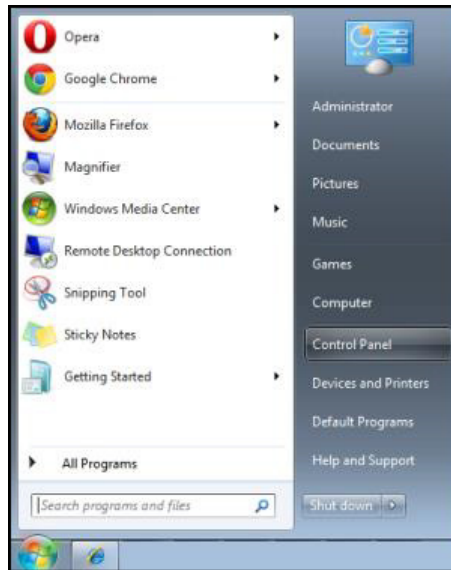 Opera
Google Chrome
Mozilla Firefox
Magnifier
Windows Media Center
Remote Desktop Connection
Snipping Tool
Sticky Notes
Getting Started
All Programs
Search programs and files
Administrator
Documents
Pictures
Music
Games
Computer
Control Panel
Devices and Printers
Default Programs
Help and Support
Shut down